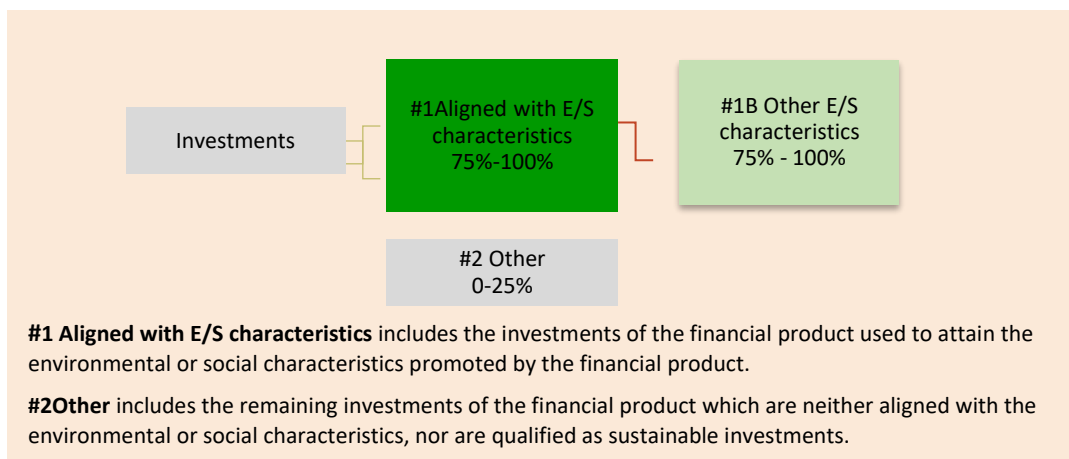 Investments
#1Aligned with E/S
characteristics
75%-100%
#1B Other E/S
characteristics
75% - 100%
#2 Other
0-25%
#1 Aligned with E/S characteristics includes the investments of the financial product used to attain the
environmental or social characteristics promoted by the financial product.
#2Other includes the remaining investments of the financial product which are neither aligned with the
environmental or social characteristics, nor are qualified as sustainable investments.